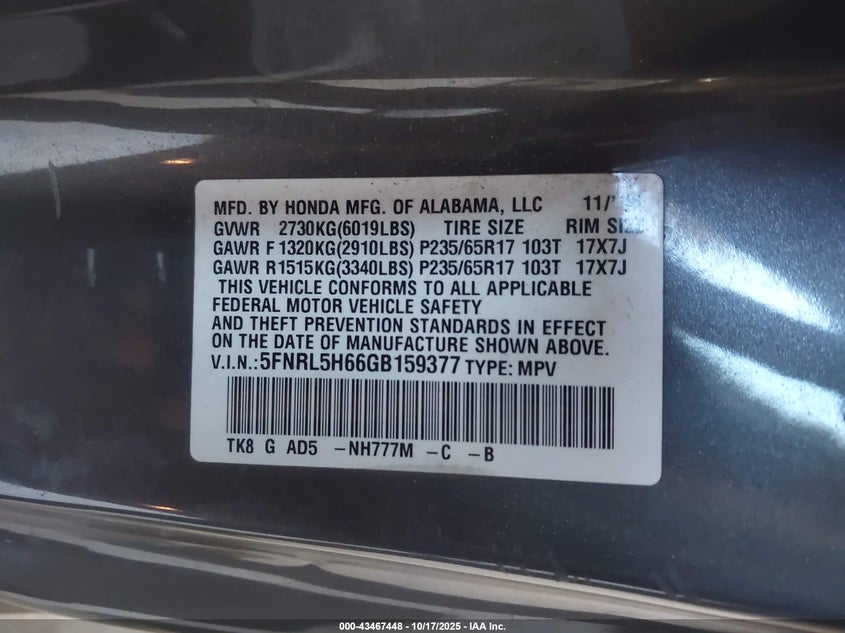 MFD. BY HONDA MFG. OF ALABAMA, LLC 11/'
GVWR 2730KG(6019LBS) TIRE SIZE RIM SIZE
GAWR F 1320KG(2910LBS) P235/65R17 103T 17X7J
GAWR R 1515KG(3340LBS) P235/65R17 103T 17X7J
THIS VEHICLE CONFORMS TO ALL APPLICABLE
FEDERAL MOTOR VEHICLE SAFETY
AND THEFT PREVENTION STANDARDS IN EFFECT
ON THE DATE OF MANUFACTURE SHOWN ABOVE.
V.I.N.:5FNRL5H66GB159377 TYPE: MPV
TK8 G AD5 -NH777M -C -B
000-43467448 - 10/17/2025 - IAA Inc.